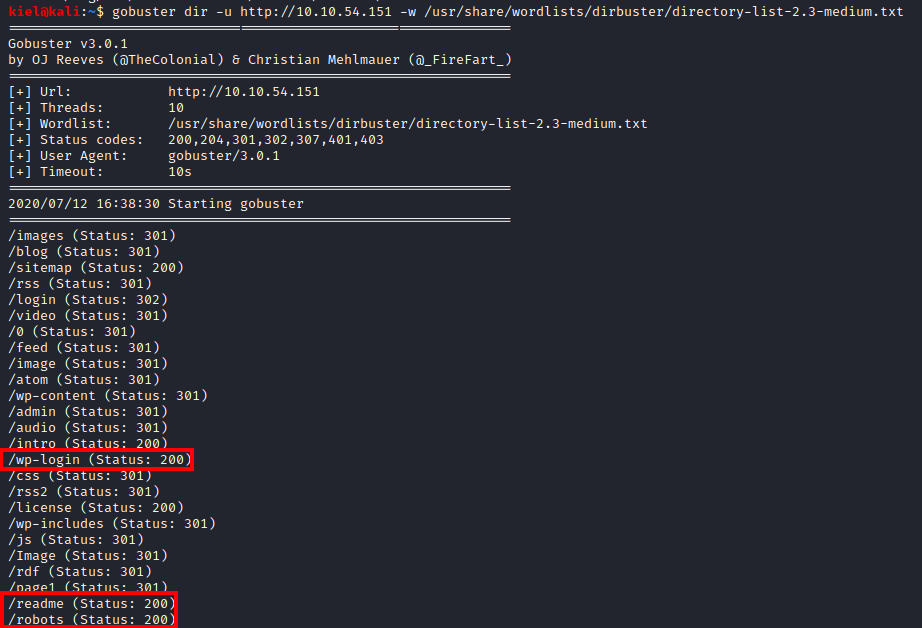 kiel@kali:~$ gobuster dir -u http://10.10.54.151 -w /usr/share/wordlists/dirbuster/directory-list-2.3-medium.txt
===============================================================
Gobuster v3.0.1
by OJ Reeves (@TheColonial) & Christian Mehlmauer (@_FireFart_)
===============================================================
[+] Url:            http://10.10.54.151
[+] Threads:        10
[+] Wordlist:       /usr/share/wordlists/dirbuster/directory-list-2.3-medium.txt
[+] Status codes:   200,204,301,302,307,401,403
[+] User Agent:     gobuster/3.0.1
[+] Timeout:        10s
===============================================================
2020/07/12 16:38:30 Starting gobuster
===============================================================
/images (Status: 301)
/blog (Status: 301)
/sitemap (Status: 200)
/rss (Status: 301)
/login (Status: 302)
/video (Status: 301)
/0 (Status: 301)
/feed (Status: 301)
/image (Status: 301)
/atom (Status: 301)
/wp-content (Status: 301)
/admin (Status: 301)
/audio (Status: 301)
/intro (Status: 200)
/wp-login (Status: 200)
/css (Status: 301)
/rss2 (Status: 301)
/license (Status: 200)
/wp-includes (Status: 301)
/js (Status: 301)
/Image (Status: 301)
/rdf (Status: 301)
/page1 (Status: 301)
/readme (Status: 200)
/robots (Status: 200)